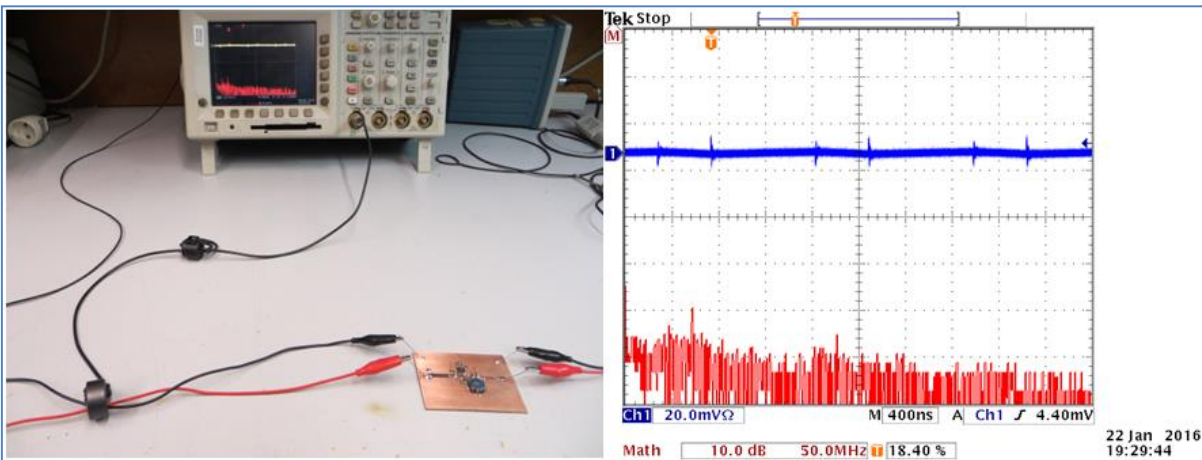 Tek Stop
M
T
T
1
Ch1 20.0mVΩ M 400ns A Ch1 ƒ 4.40mV
Math 10.0 dB 50.0MHz T 18.40 %
22 Jan 2016
19:29:44